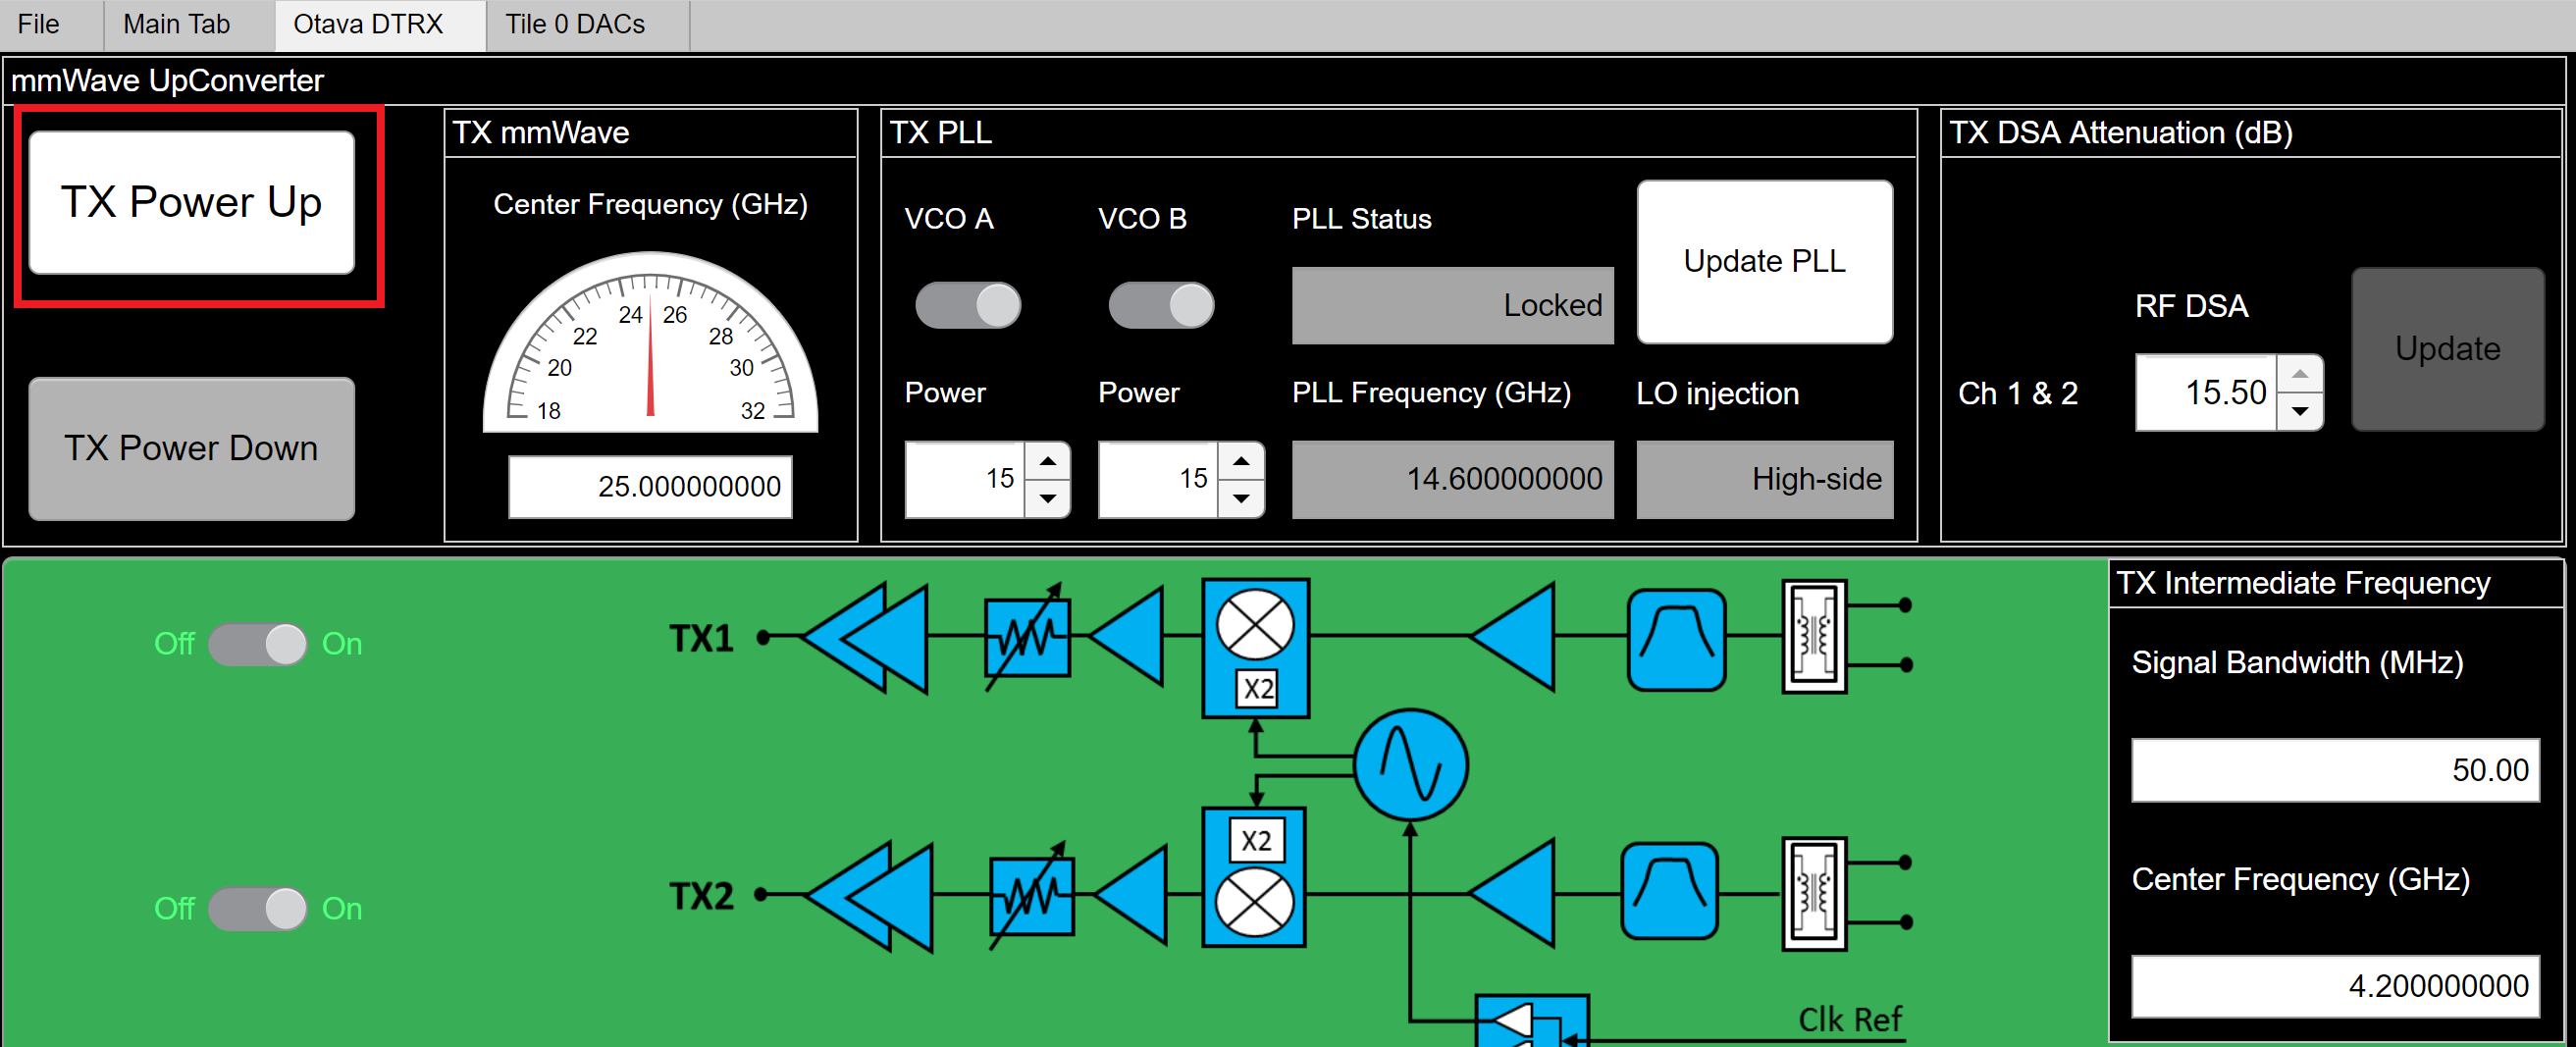 File
Main Tab
Otava DTRX
Tile 0 DACs
mmWave UpConverter
TX Power Up
TX Power Down
TX mmWave
Center Frequency (GHz)
18
20
22
24
26
28
30
32
25.000000000
TX PLL
VCO A
VCO B
PLL Status
Locked
Update PLL
Power
Power
PLL Frequency (GHz)
LO injection
15
15
14.600000000
High-side
TX DSA Attenuation (dB)
RF DSA
Ch 1 & 2
15.50
Update
Off
On
TX1
X2
Off
On
TX2
X2
Clk Ref
TX Intermediate Frequency
Signal Bandwidth (MHz)
50.00
Center Frequency (GHz)
4.200000000